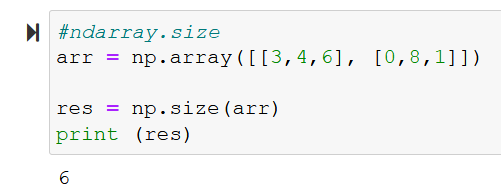 #ndarray.size
arr = np.array([[3,4,6], [0,8,1]])
res = np.size(arr)
print (res)
6